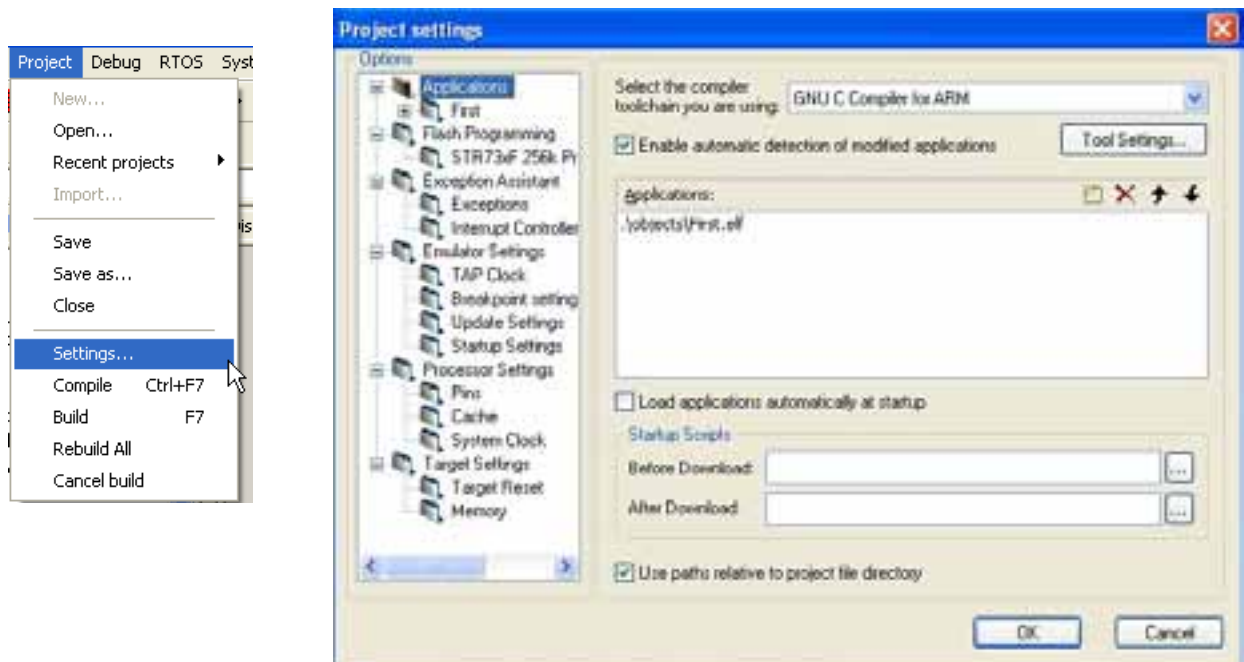 Project Debug RTOS Syst
New...
Open...
Recent projects
Import...
Save
Save as...
Close
Settings...
Compile Ctrl+F7
Build F7
Rebuild All
Cancel build
is
Project settings
Options
Applications
First
Flash Programming
STR73xF 256k Pr
Exception Assistant
Exceptions
Interrupt Controller
Emulator Settings
TAP Clock
Breakpoint setting
Update Settings
Startup Settings
Processor Settings
Pins
Cache
System Clock
Target Settings
Target Reset
Memory
Select the compiler
toolchain you are using: GNU C Compiler for ARM
Enable automatic detection of modified applications
Tool Settings...
Applications:
.\objects\First.elf
Load applications automatically at startup
Startup Scripts
Before Download: ...
After Download: ...
Use paths relative to project file directory
OK Cancel